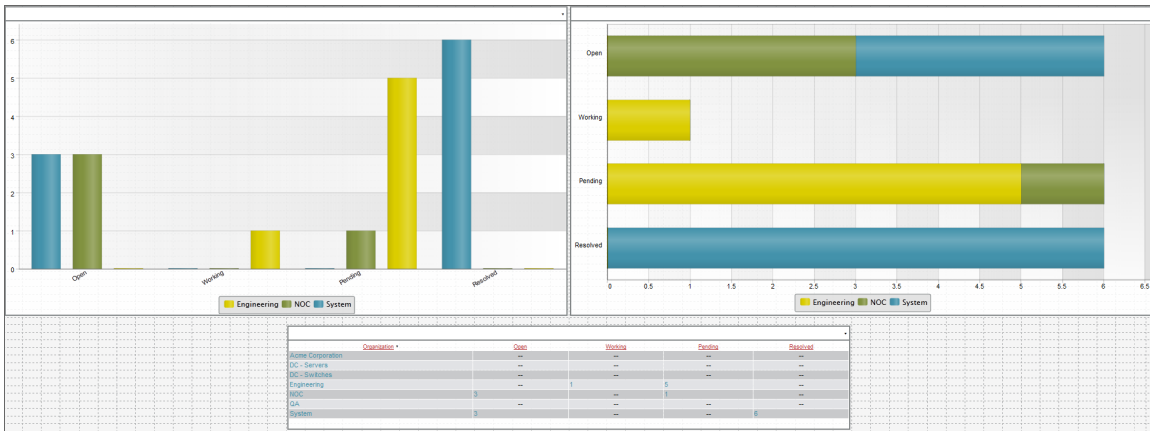 6
5
4
3
2
1
0
Open Working Pending Resolved
Engineering NOC System
Open
Working
Pending
Resolved
0 0.5 1 1.5 2 2.5 3 3.5 4 4.5 5 5.5 6 6.5
Engineering NOC System
Organization Open Working Pending Resolved
Acme Corporation -- -- -- --
DC - Servers -- -- -- --
DC - Switches -- -- -- --
Engineering -- 1 5 --
NOC 3 -- 1 --
QA -- -- -- --
System 3 -- -- 6